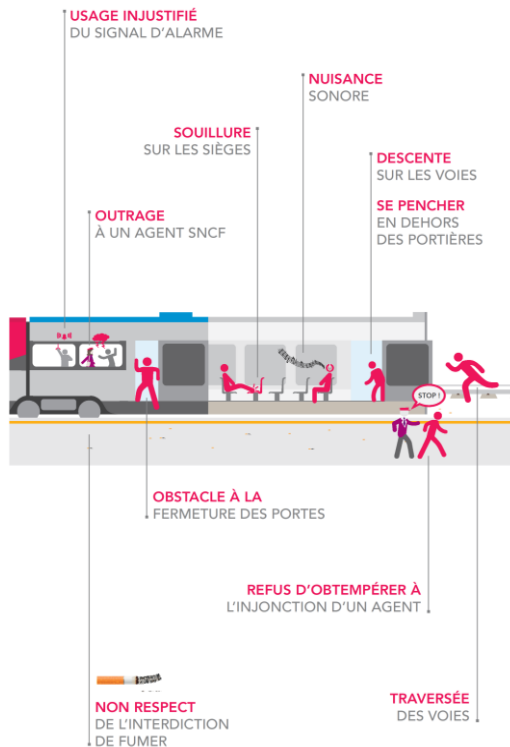 USAGE INJUSTIFIÉ
DU SIGNAL D'ALARME
NUISANCE
SONORE
SOUILLURE
SUR LES SIÈGES
DESCENTE
SUR LES VOIES
SE PENCHER
EN DEHORS
DES PORTIÈRES
OUTRAGE
À UN AGENT SNCF
STOP !
OBSTACLE À LA
FERMETURE DES PORTES
REFUS D'OBTEMPÉRER À
L'INJONCTION D'UN AGENT
NON RESPECT
DE L'INTERDICTION
DE FUMER
TRAVERSÉE
DES VOIES